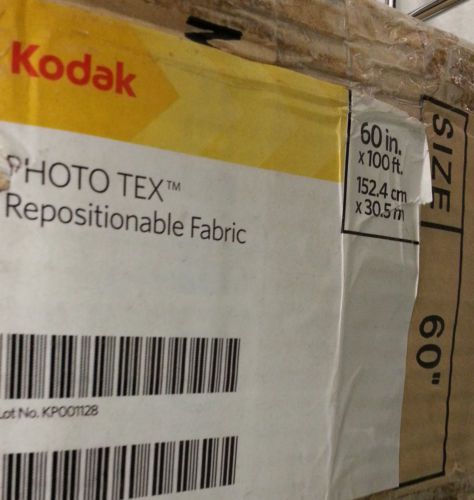 Kodak
PHOTO TEX™
Repositionable Fabric
60 in.
x 100 ft.
152.4 cm
x 30.5 m
SIZE
60"
Lot No. KP001128